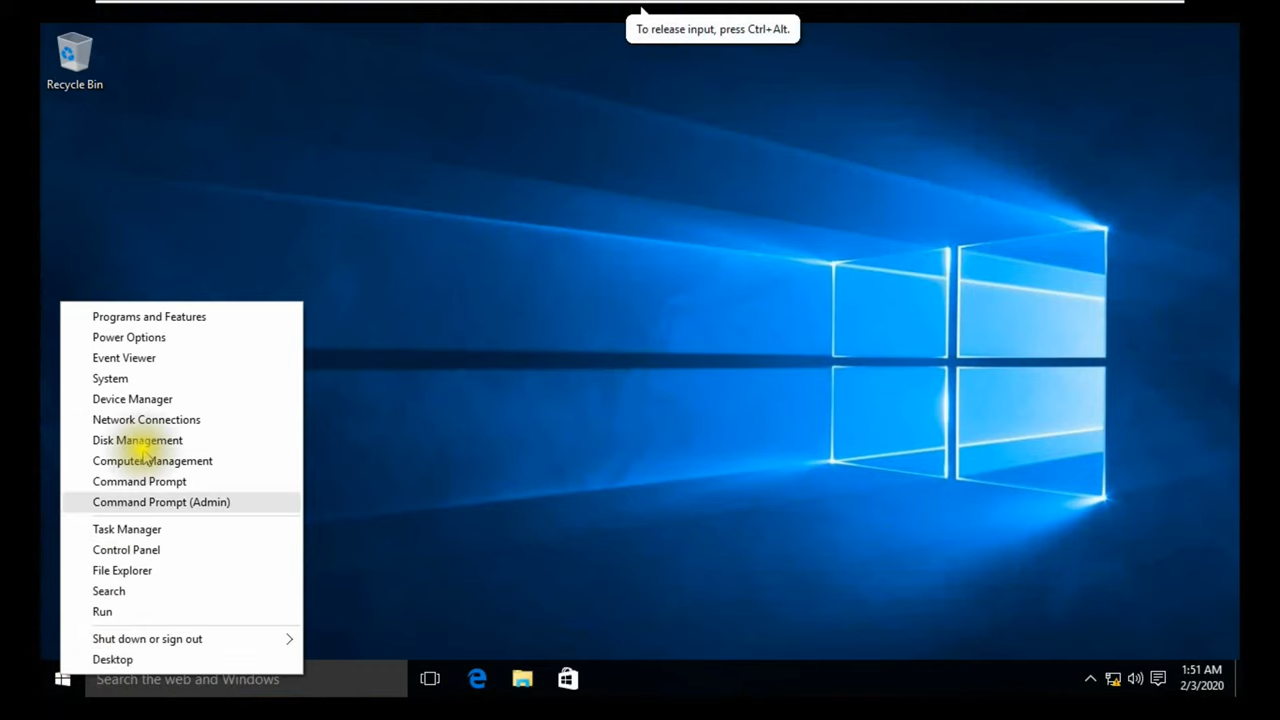 To release input, press Ctrl+Alt.
Recycle Bin
Programs and Features
Power Options
Event Viewer
System
Device Manager
Network Connections
Disk Management
Computer Management
Command Prompt
Command Prompt (Admin)
Task Manager
Control Panel
File Explorer
Search
Run
Shut down or sign out
Desktop
Search the web and Windows
1:51 AM
2/3/2020